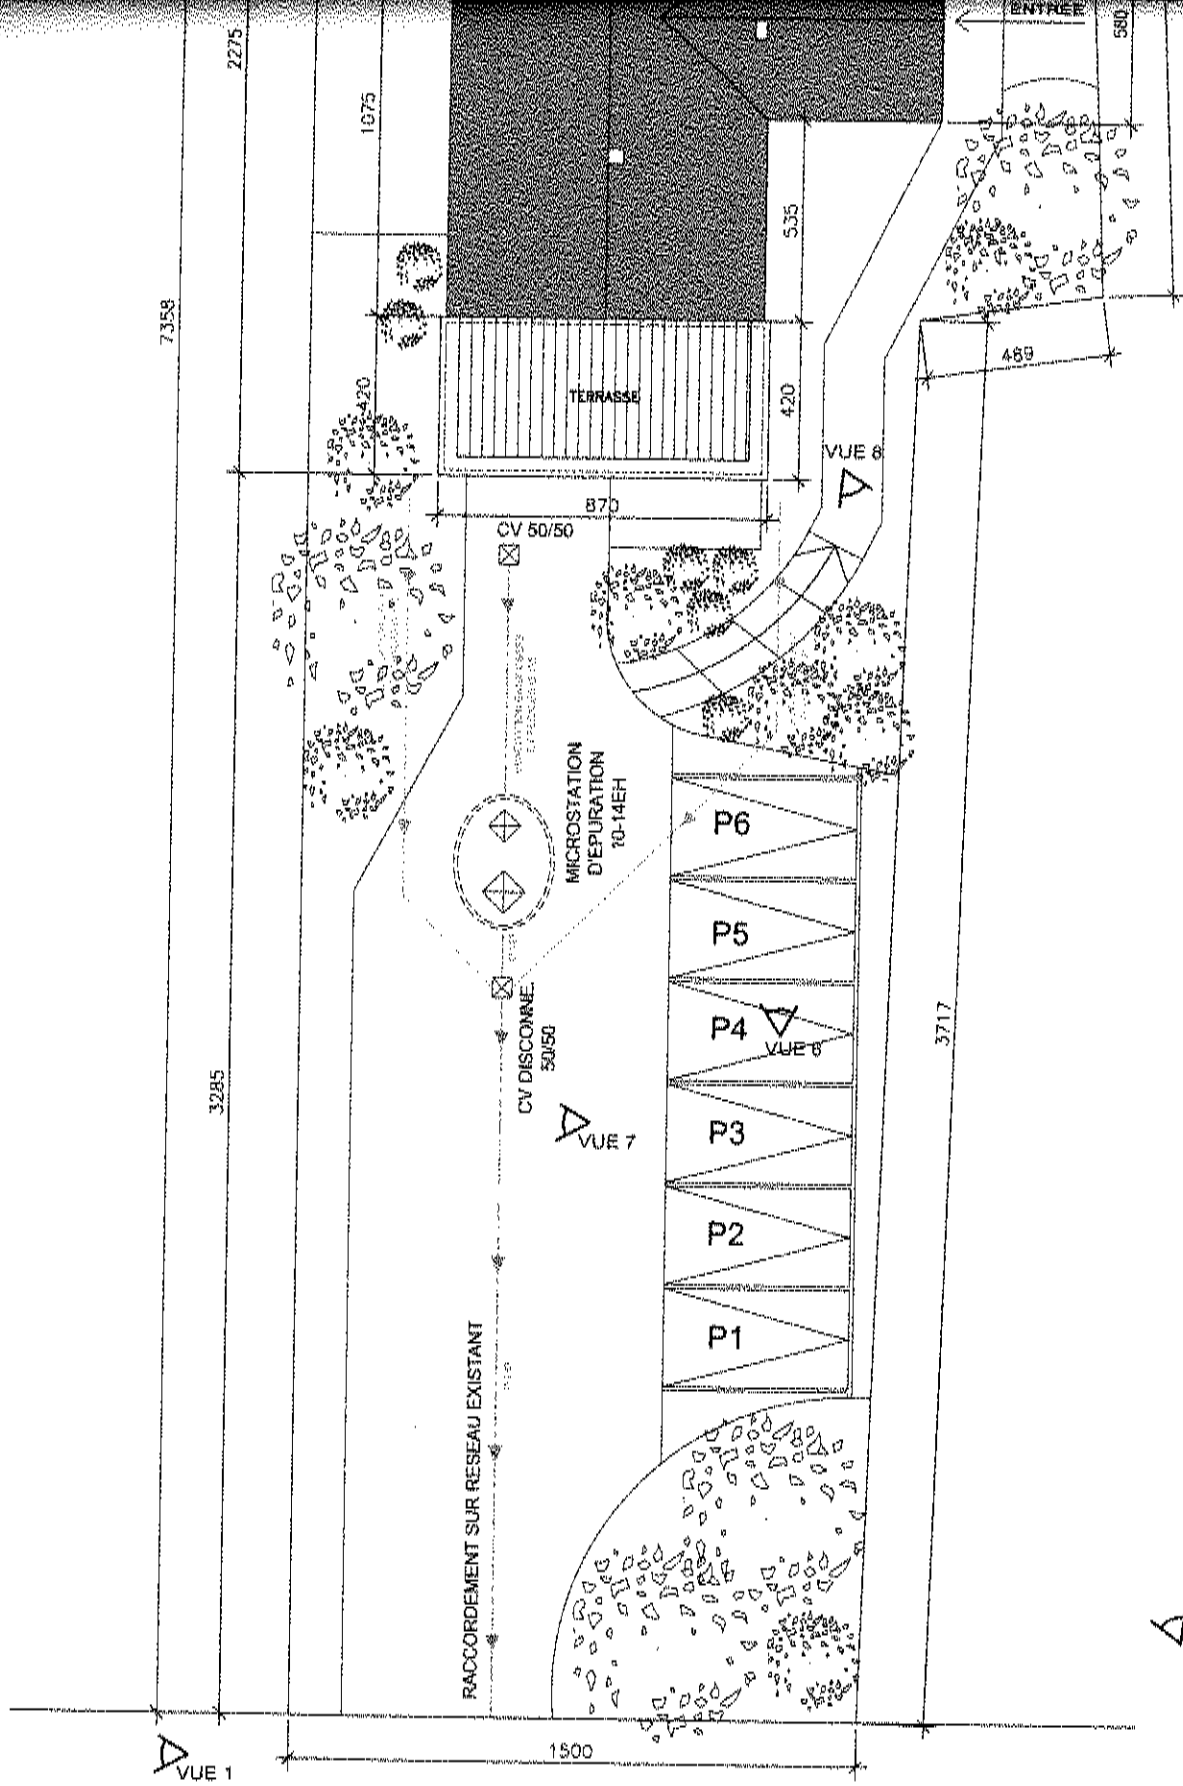 ENTREE
580
2275
1075
535
7358
489
TERRASSE
420
420
VUE 8
870
CV 50/50
MICROSTATION
D'EPURATION
10-14EH
P6
P5
P4
VUE 6
3717
CV DISCONNE.
50/50
3285
VUE 7
P3
P2
P1
RACCORDEMENT SUR RESEAU EXISTANT
1500
VUE 1